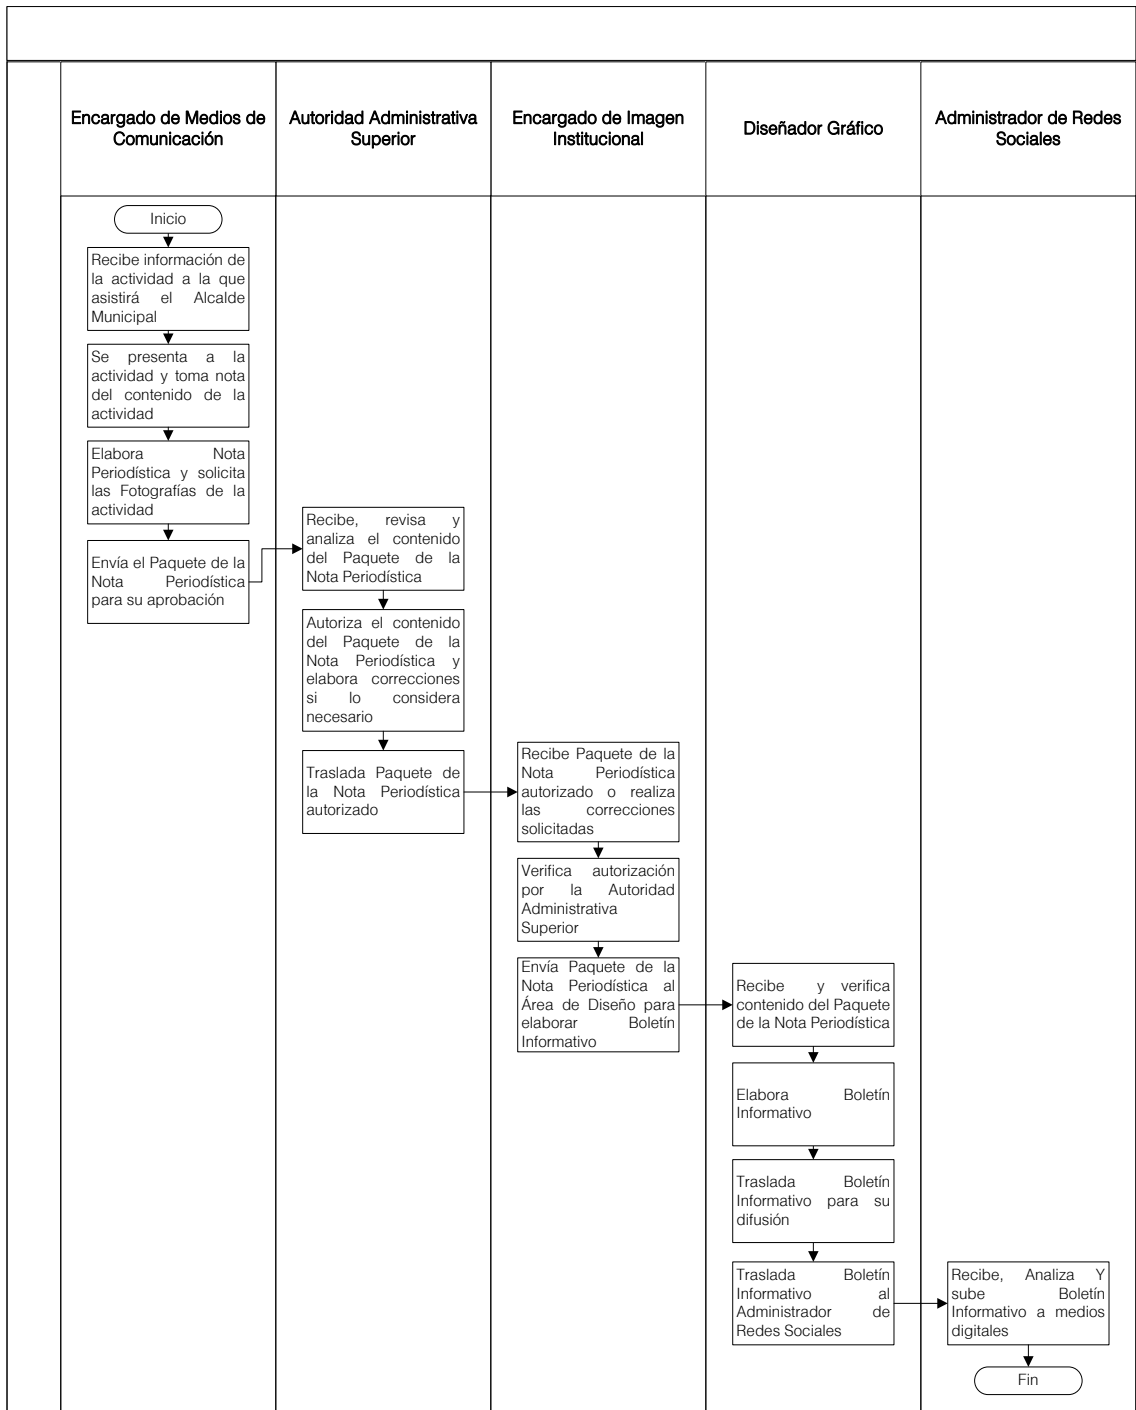 Encargado de Medios de
Comunicación
Autoridad Administrativa
Superior
Encargado de Imagen
Institucional
Diseñador Gráfico
Administrador de Redes
Sociales
Inicio
Recibe información de
la actividad a la que
asistirá el Alcalde
Municipal
Se presenta a la
actividad y toma nota
del contenido de la
actividad
Elabora Nota
Periodística y solicita
las Fotografías de la
actividad
Envía el Paquete de la
Nota Periodística
para su aprobación
Recibe, revisa y
analiza el contenido
del Paquete de la
Nota Periodística
Autoriza el contenido
del Paquete de la
Nota Periodística y
elabora correcciones
si lo considera
necesario
Traslada Paquete de
la Nota Periodística
autorizado
Recibe Paquete de la
Nota Periodística
autorizado o realiza
las correcciones
solicitadas
Verifica autorización
por la Autoridad
Administrativa
Superior
Envía Paquete de la
Nota Periodística al
Área de Diseño para
elaborar Boletín
Informativo
Recibe y verifica
contenido del Paquete
de la Nota Periodística
Elabora Boletín
Informativo
Traslada Boletín
Informativo para su
difusión
Traslada Boletín
Informativo al
Administrador de
Redes Sociales
Recibe, Analiza Y
sube Boletín
Informativo a medios
digitales
Fin